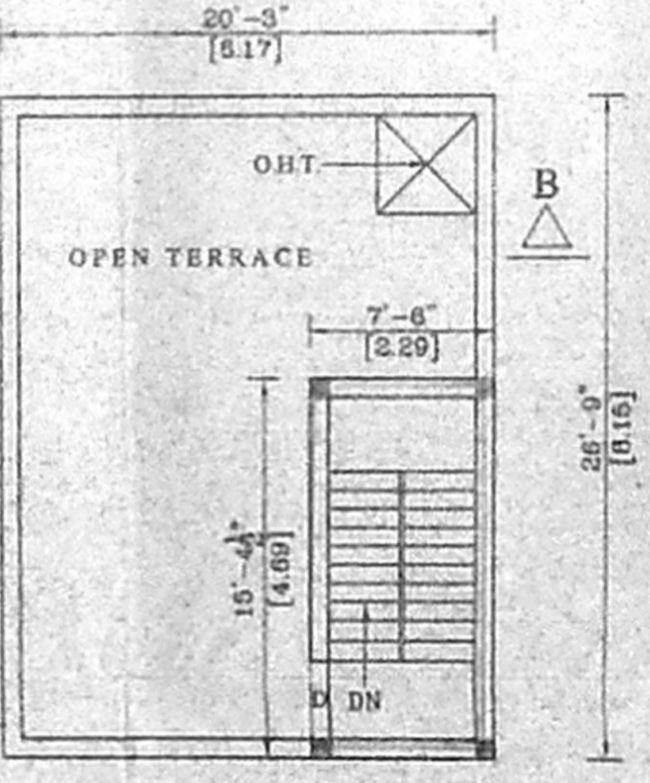 20'-3"
[6.17]
OHT
B
OPEN TERRACE
7'-6"
[2.29]
26'-9"
[8.15]
15'-4½"
[4.69]
D DN